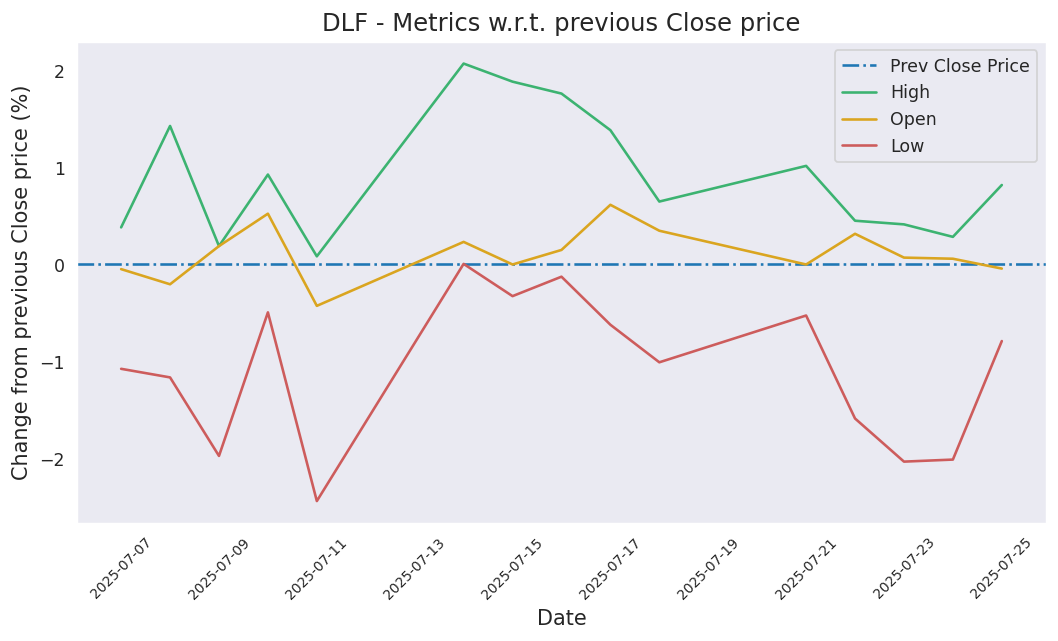 DLF - Metrics w.r.t. previous Close price
Change from previous Close price (%)
2
1
0
−1
−2
Prev Close Price
High
Open
Low
2025-07-07
2025-07-09
2025-07-11
2025-07-13
2025-07-15
2025-07-17
2025-07-19
2025-07-21
2025-07-23
2025-07-25
Date